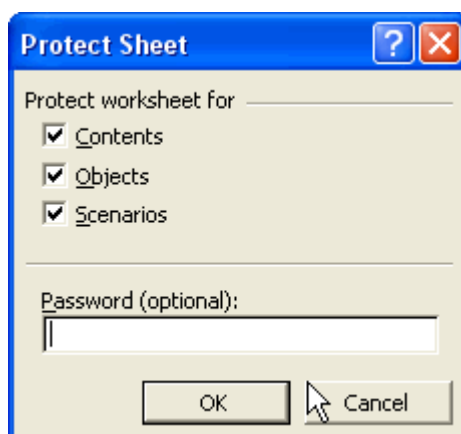 Protect Sheet
Protect worksheet for
Contents
Objects
Scenarios
Password (optional):
OK Cancel